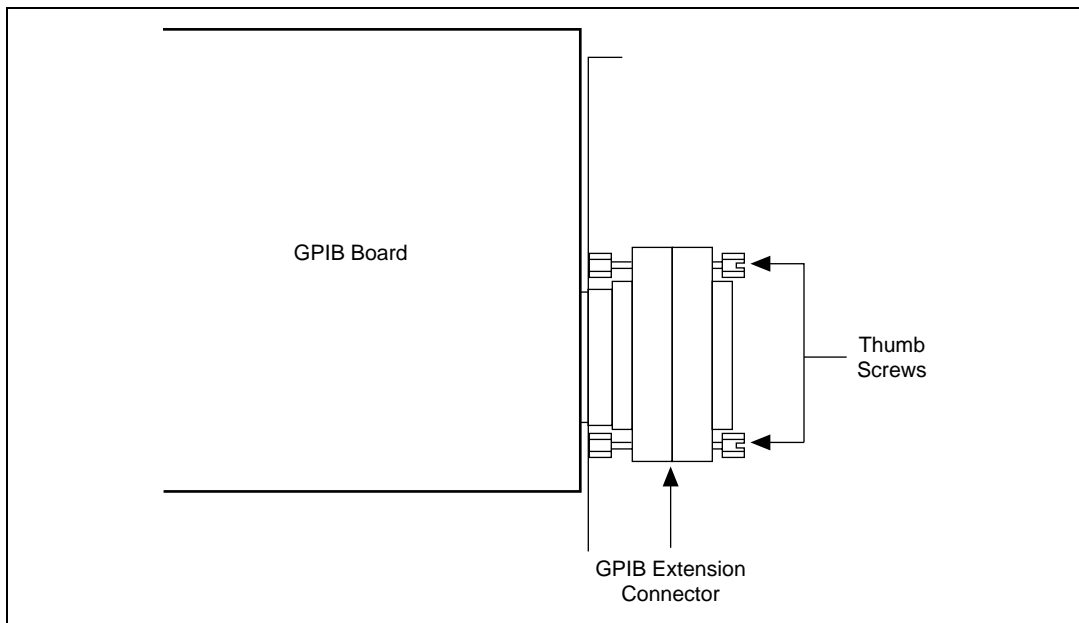 GPIB Board
Thumb
Screws
GPIB Extension
Connector